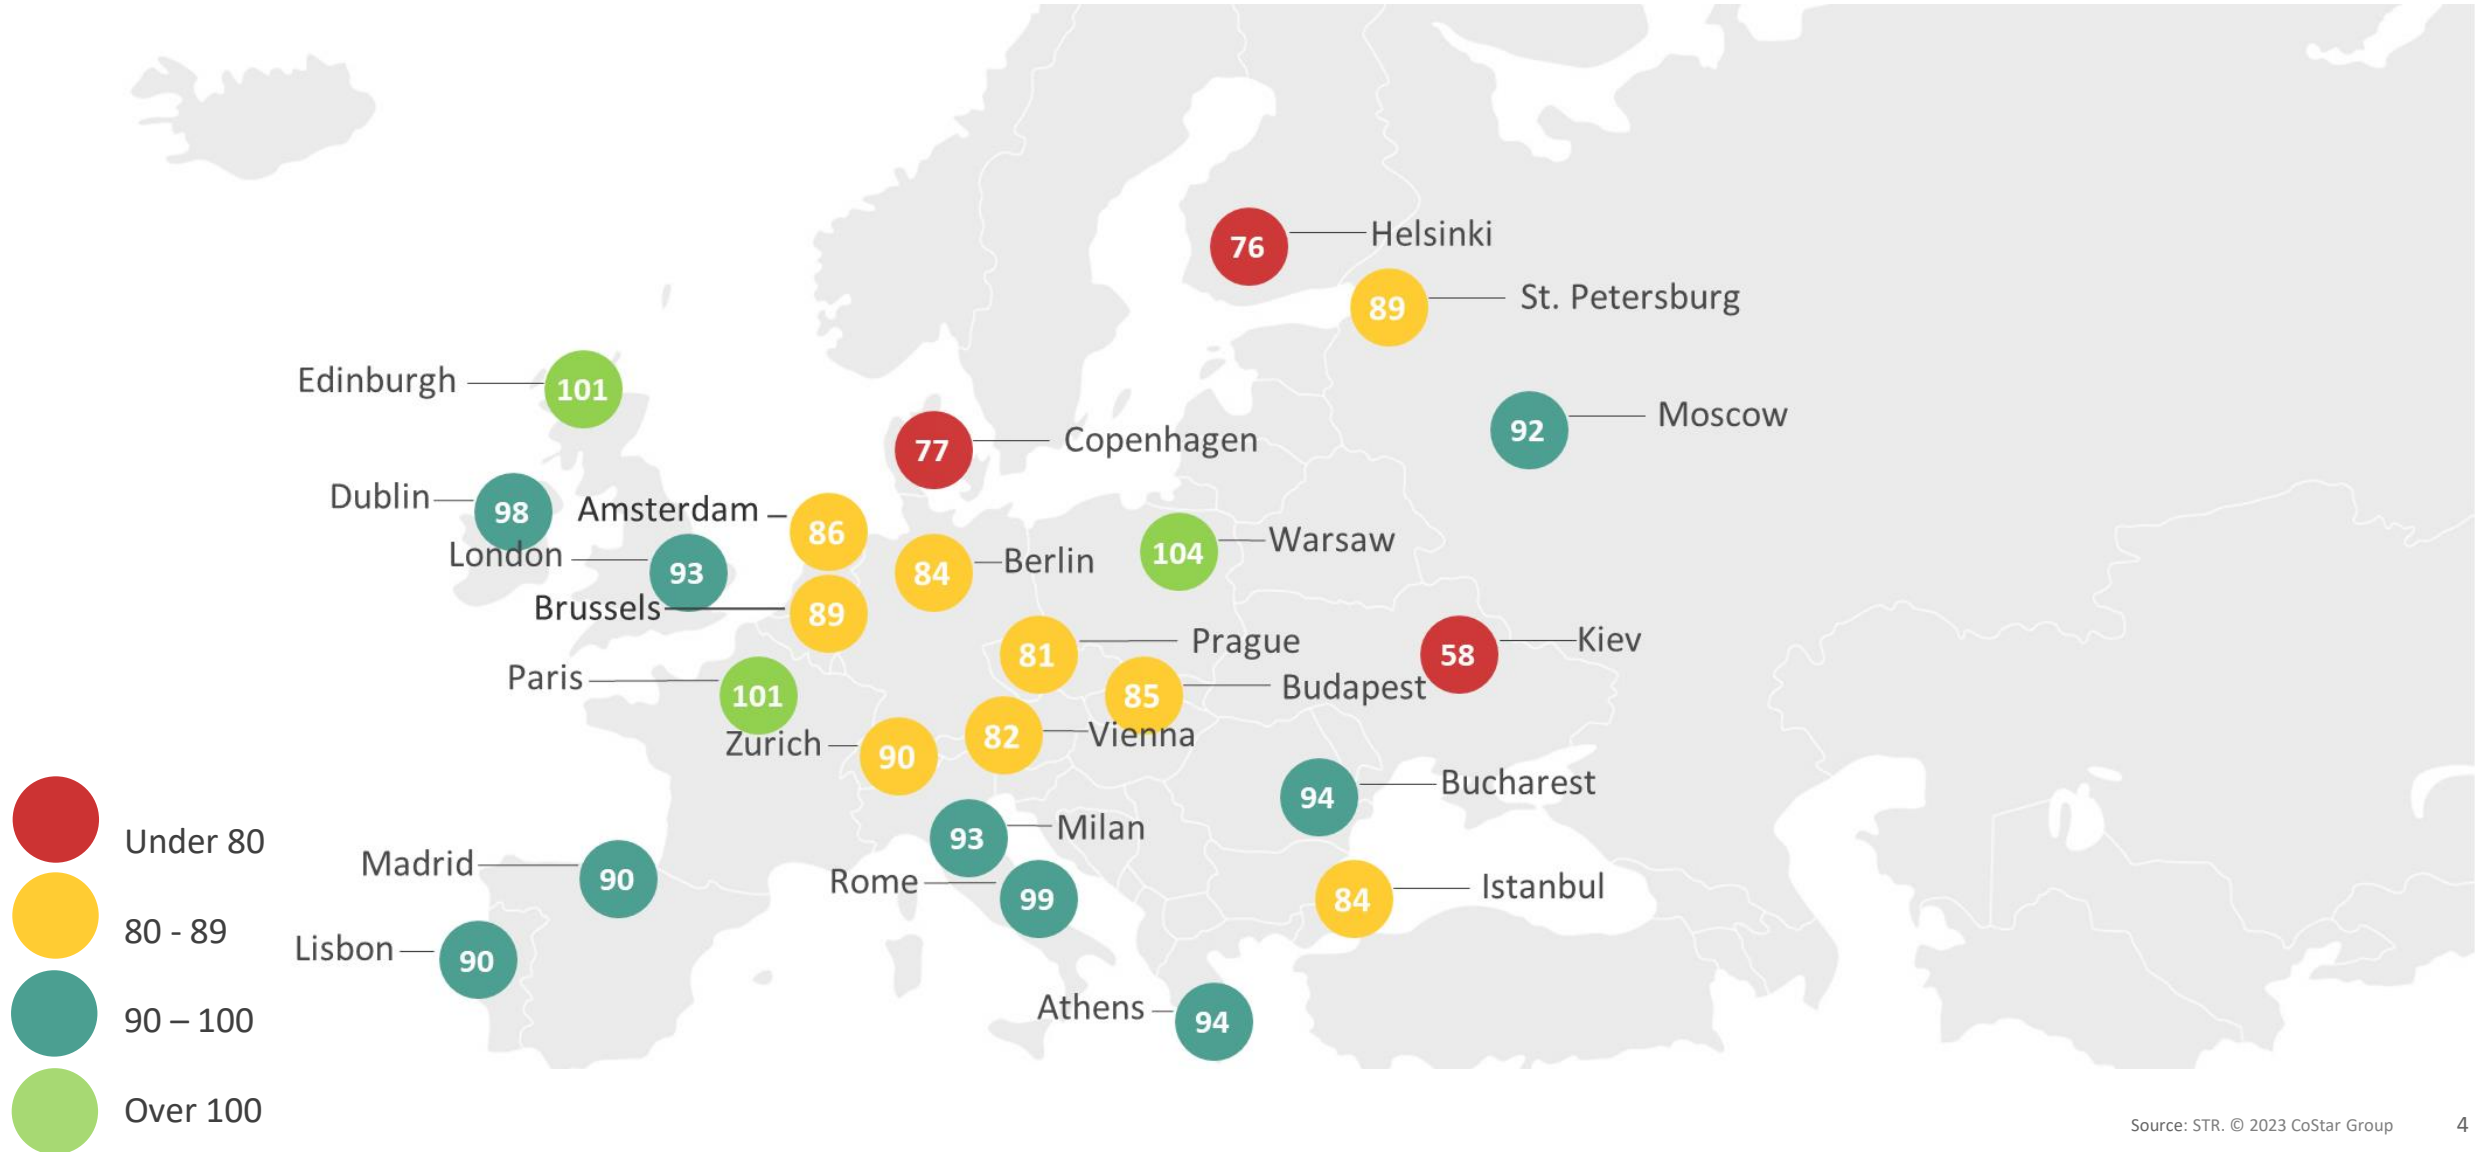 76
Helsinki
89
St. Petersburg
Edinburgh
101
92
Moscow
77
Copenhagen
Dublin
98
Amsterdam
86
104
Warsaw
London
93
84
Berlin
Brussels
89
81
Prague
58
Kiev
Paris
101
85
Budapest
Zurich
90
82
Vienna
94
Bucharest
93
Milan
Madrid
90
Rome
99
84
Istanbul
Lisbon
90
Athens
94
Under 80
80 - 89
90 – 100
Over 100
Source: STR. © 2023 CoStar Group
4